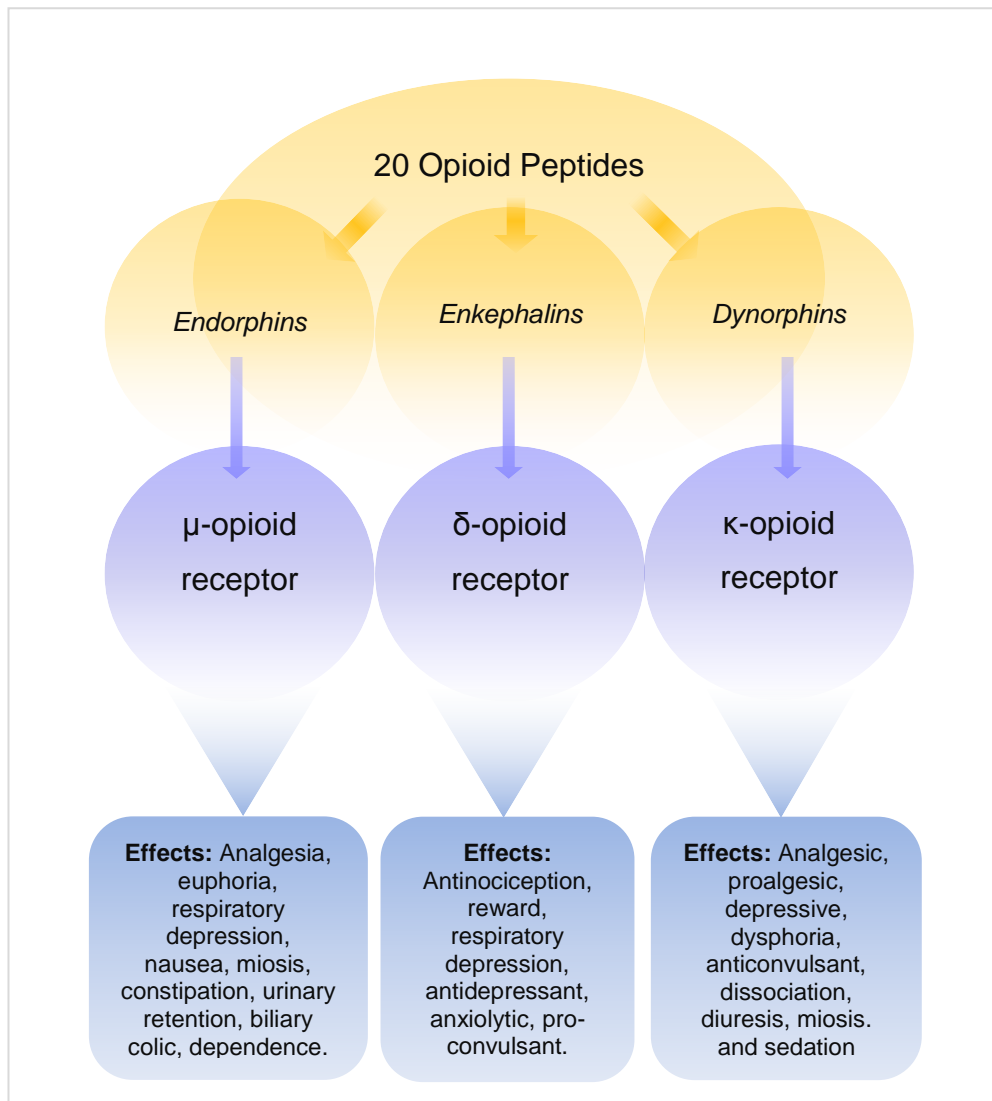 20 Opioid Peptides
Endorphins
Enkephalins
Dynorphins
μ-opioid
receptor
δ-opioid
receptor
κ-opioid
receptor
Effects: Analgesia,
euphoria,
respiratory
depression,
nausea, miosis,
constipation, urinary
retention, biliary
colic, dependence.
Effects:
Antinociception,
reward,
respiratory
depression,
antidepressant,
anxiolytic, pro-
convulsant.
Effects: Analgesic,
proalgesic,
depressive,
dysphoria,
anticonvulsant,
dissociation,
diuresis, miosis.
and sedation